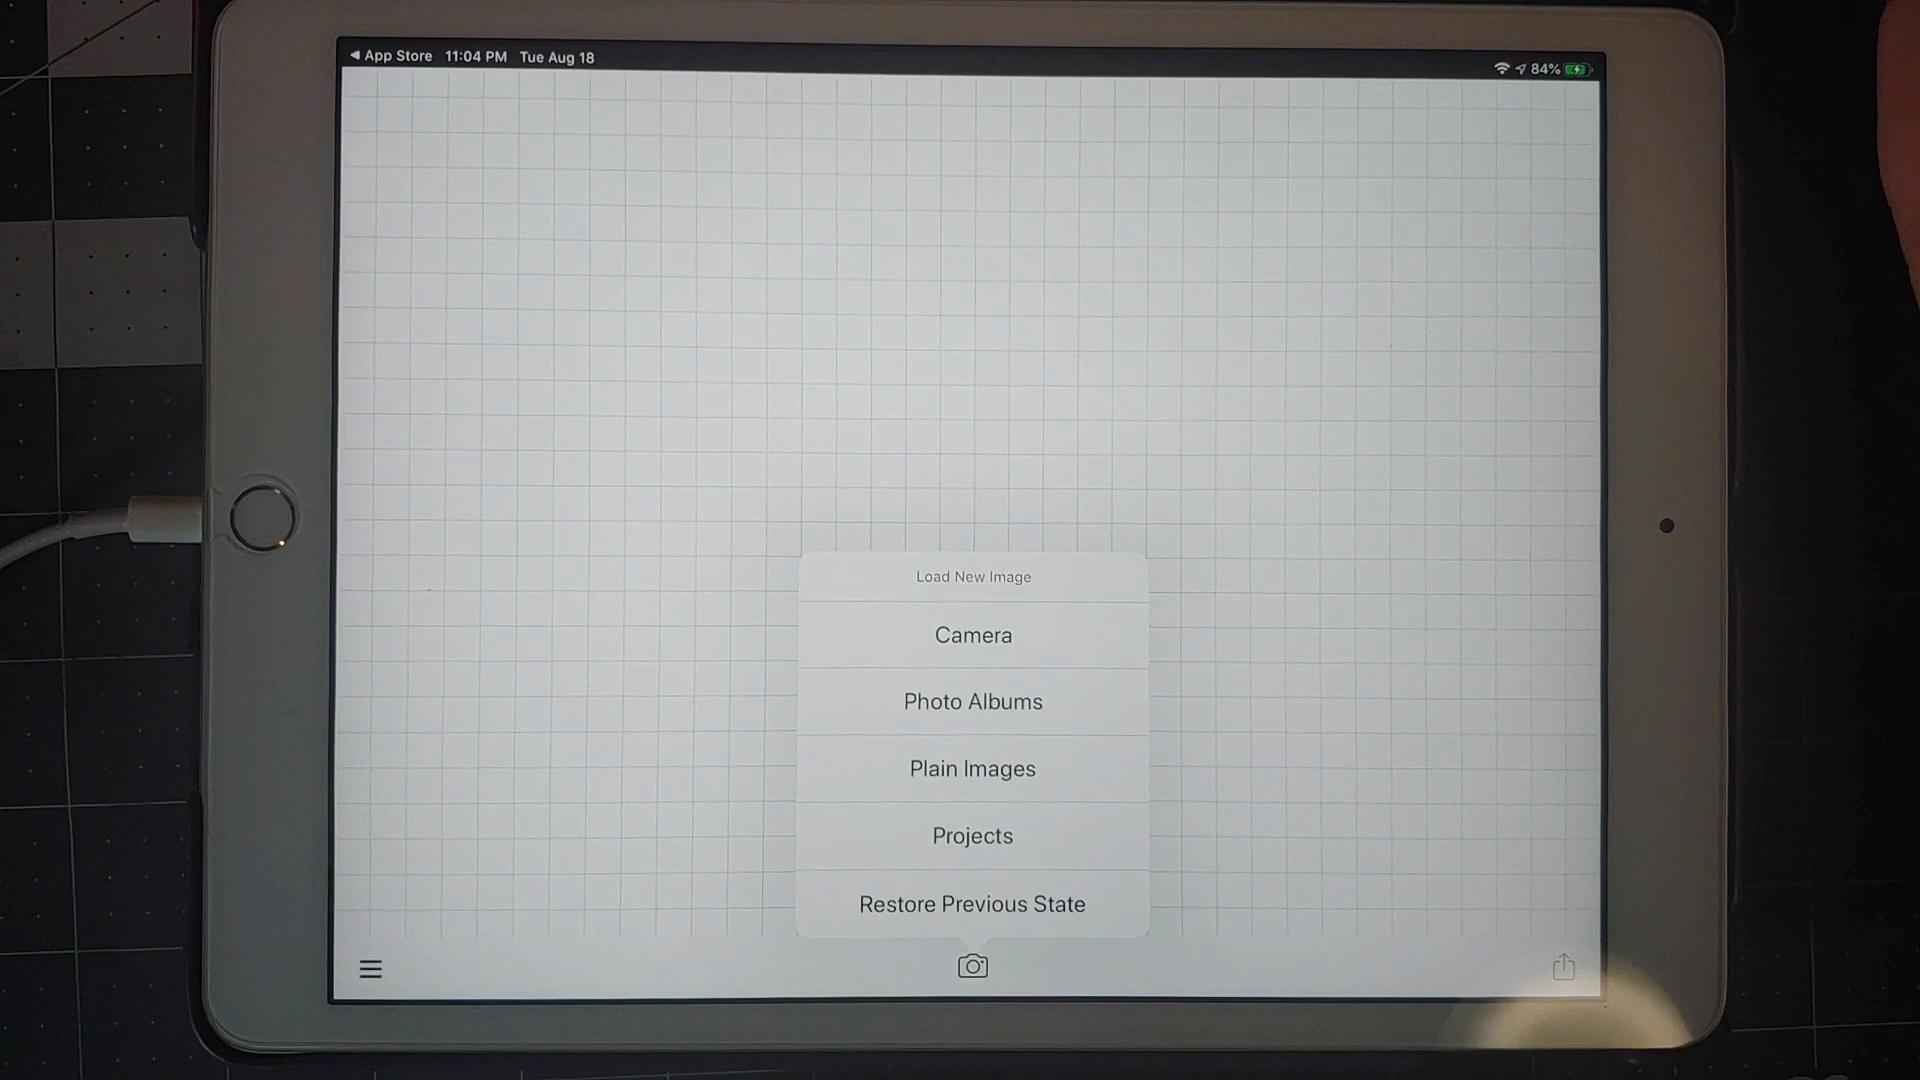 App Store 11:04 PM Tue Aug 18
84%
Load New Image
Camera
Photo Albums
Plain Images
Projects
Restore Previous State